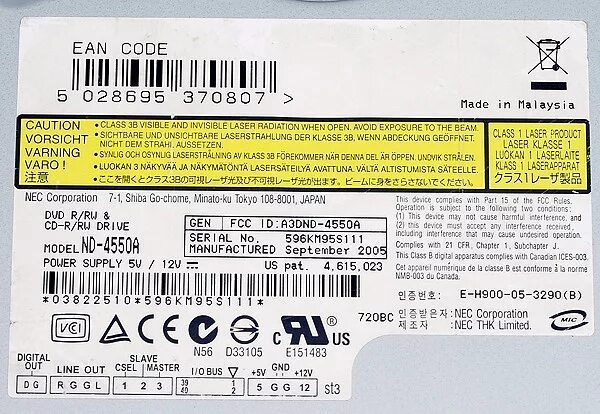 EAN CODE
5 028695 370807 >
Made in Malaysia
CAUTION
VORSICHT
VARNING
VARO !
注意
• CLASS 3B VISIBLE AND INVISIBLE LASER RADIATION WHEN OPEN. AVOID EXPOSURE TO THE BEAM.
• SICHTBARE UND UNSICHTBARE LASERSTRAHLUNG DER KLASSE 3B, WENN ABDECKUNG GEÖFFNET.
NICHT DEM STRAHL AUSSETZEN.
• SYNLIG OCH OSYNLIG LASERSTRÅLNING AV KLASS 3B FÖREKOMMER NÄR DENNA DEL ÄR ÖPPEN. UNDVIK STRÅLEN.
• LUOKAN 3 NÄKYVÄÄ JA NÄKYMÄTÖNTÄ LASERSÄTEILYÄ AVATTUNA. VÄLTÄ ALTISTUMISTA SÄTEELLE.
• ここを開くとクラス3Bの可視レーザ光及び不可視レーザ光が出ます。ビームに身をさらさないでください。
CLASS 1 LASER PRODUCT
LASER KLASSE 1
LUOKAN 1 LASERLAITE
KLASS 1 LASERAPPARAT
クラス1レーザ製品
NEC Corporation 7-1, Shiba Go-chome, Minato-ku Tokyo 108-8001, JAPAN
DVD R/RW &
CD-R/RW DRIVE
MODEL ND-4550A
POWER SUPPLY 5V / 12V
GEN FCC ID:A3DND-4550A
SERIAL No. 596KM95S111
MANUFACTURED September 2005
US pat. 4,615,023
This device complies with Part 15 of the FCC Rules.
Operation is subject to the following two conditions:
(1) This device may not cause harmful interference, and
(2) this device must accept any interference received,
including interference that may cause undesired operation.
Complies with 21 CFR, Chapter 1, Subchapter J.
This Class B digital apparatus complies with Canadian ICES-003.
Cet appareil numérique de la classe B est conforme à la norme
NMB-003 du Canada.
*03822510*596KM95S111*
인증번호 : E-H900-05-3290(B)
720BC
인증받은자 : NEC Corporation
제조자 : NEC THK Limited.
MIC
VCI
CE
N56
D33105
c UR US
E151483
DIGITAL OUT
DG
LINE OUT
R G G L
SLAVE
CSEL MASTER
1 2 3
I/O BUS
39 1
40 2
+5V GND +12V
5 GG 12
st3